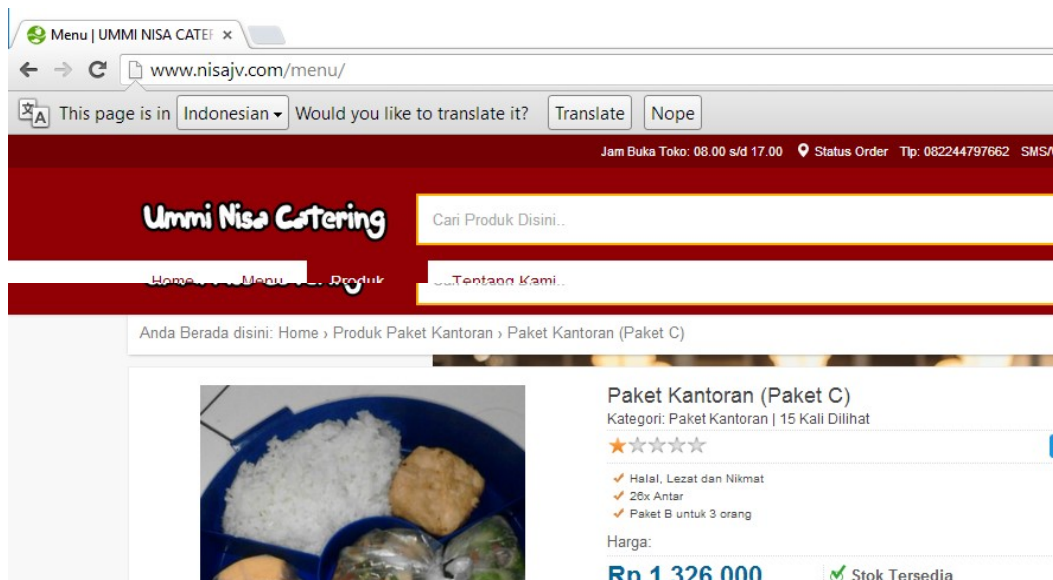 Menu | UMMI NISA CATER
www.nisajv.com/menu/
This page is in Indonesian Would you like to translate it? Translate Nope
Jam Buka Toko: 08.00 s/d 17.00 Status Order Tlp: 082244797662 SMS/
Ummi Nisa Catering
Cari Produk Disini..
Home Menu Produk Tentang Kami
Anda Berada disini: Home › Produk Paket Kantoran › Paket Kantoran (Paket C)
Paket Kantoran (Paket C)
Kategori: Paket Kantoran | 15 Kali Dilihat
Halal, Lezat dan Nikmat
26x Antar
Paket B untuk 3 orang
Harga:
Rp 1.326.000
Stok Tersedia